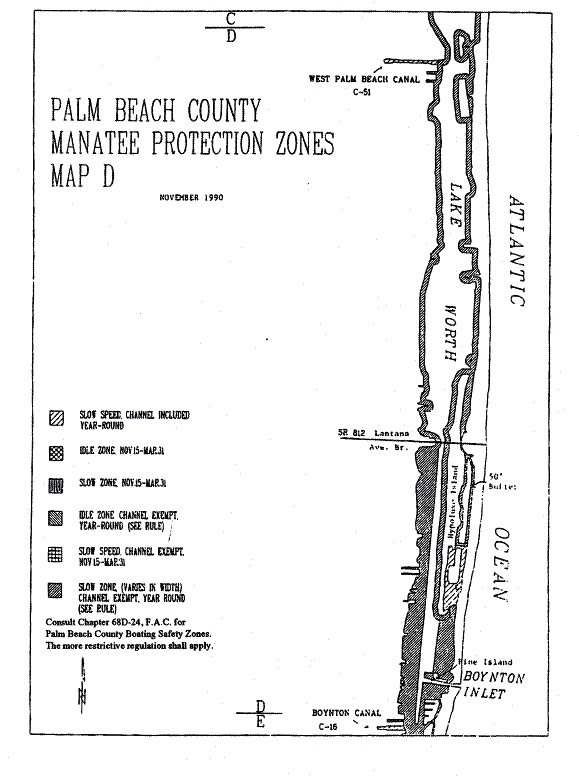 C
D
WEST PALM BEACH CANAL
C-51
PALM BEACH COUNTY
MANATEE PROTECTION ZONES
MAP D
NOVEMBER 1990
LAKE
WORTH
ATLANTIC
OCEAN
SLOW SPEED, CHANNEL INCLUDED
YEAR-ROUND
IDLE ZONE, NOV.15-MAR.31
SLOW ZONE, NOV.15-MAR.31
IDLE ZONE CHANNEL EXEMPT,
YEAR-ROUND (SEE RULE)
SLOW SPEED, CHANNEL EXEMPT,
NOV.15-MAR.31
SLOW ZONE, (VARIES IN WIDTH)
CHANNEL EXEMPT, YEAR ROUND
(SEE RULE)
Consult Chapter 68D-24, F.A.C. for
Palm Beach County Boating Safety Zones.
The more restrictive regulation shall apply.
N
SR 812 Lantana
Ave. Br.
50'
Hypoluxo Island
Pine Island
BOYNTON
INLET
BOYNTON CANAL
C-16
D
E